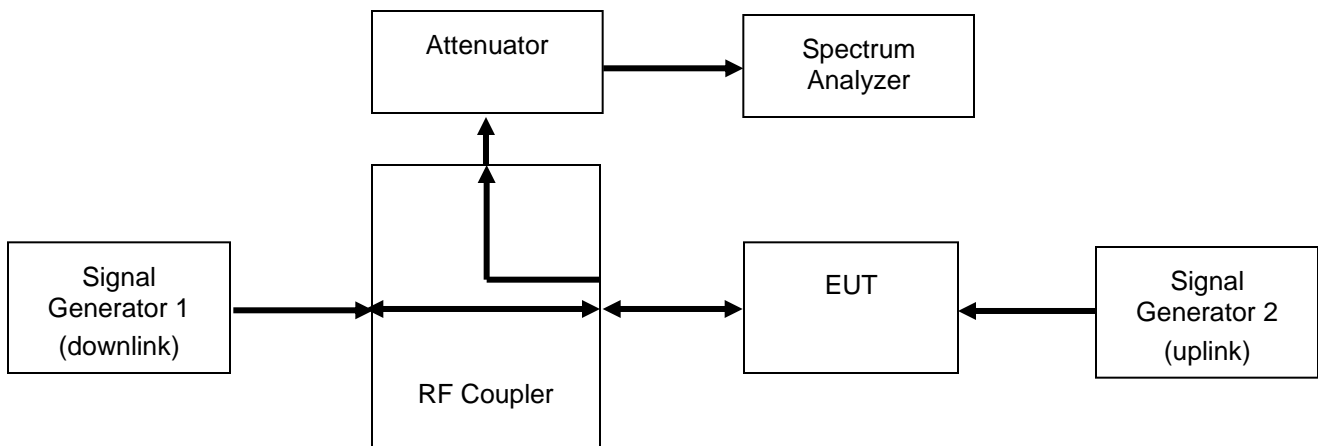 Attenuator
Spectrum
Analyzer
Signal
Generator 1
(downlink)
EUT
Signal
Generator 2
(uplink)
RF Coupler